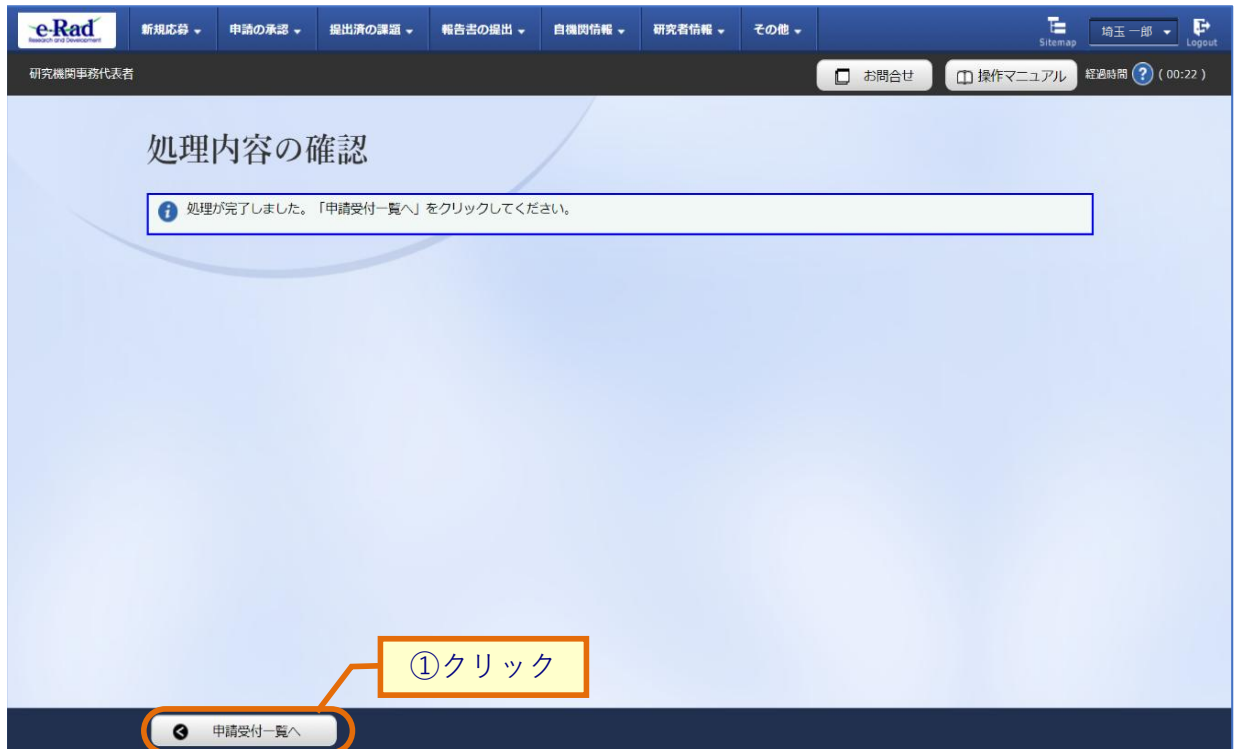 e-Rad
Research and Development
新規応募
申請の承認
提出済の課題
報告書の提出
自機関情報
研究者情報
その他
Sitemap
埼玉 一郎
Logout
研究機関事務代表者
お問合せ
操作マニュアル
経過時間 ? ( 00:22 )
処理内容の確認
処理が完了しました。「申請受付一覧へ」をクリックしてください。
①クリック
申請受付一覧へ